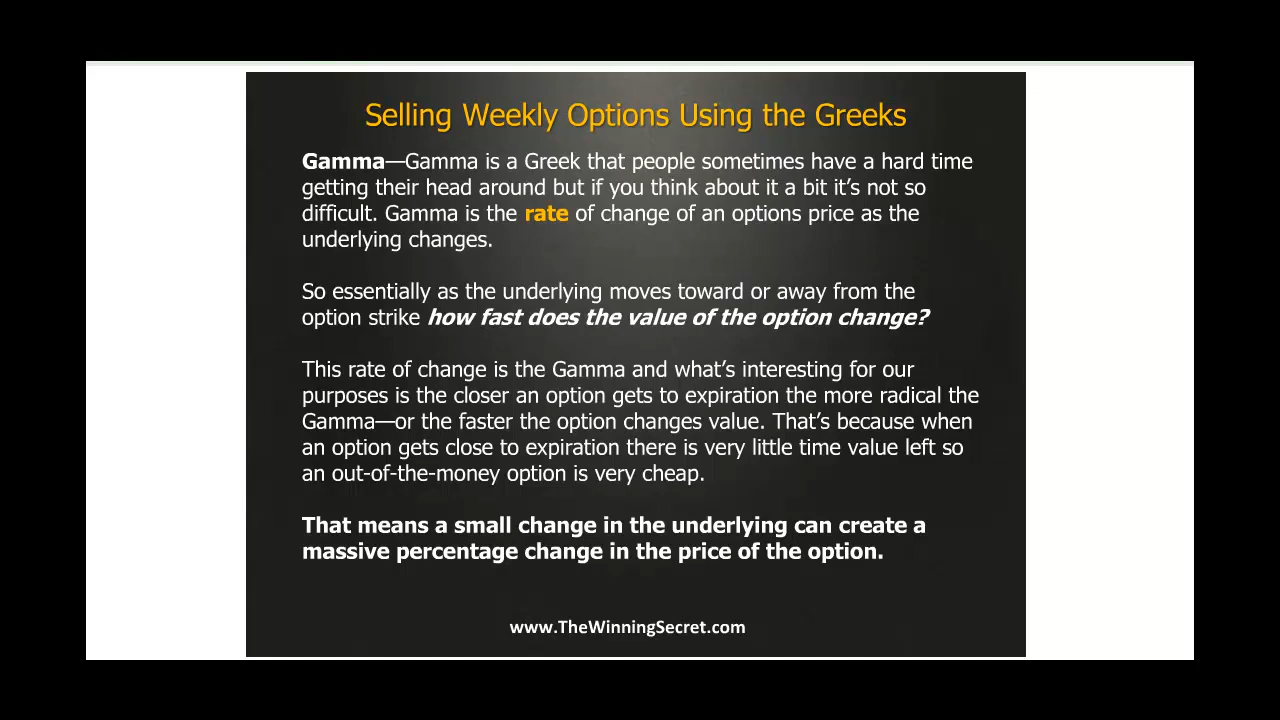 Selling Weekly Options Using the Greeks
Gamma—Gamma is a Greek that people sometimes have a hard time
getting their head around but if you think about it a bit it’s not so
difficult. Gamma is the rate of change of an options price as the
underlying changes.
So essentially as the underlying moves toward or away from the
option strike how fast does the value of the option change?
This rate of change is the Gamma and what’s interesting for our
purposes is the closer an option gets to expiration the more radical the
Gamma—or the faster the option changes value. That’s because when
an option gets close to expiration there is very little time value left so
an out-of-the-money option is very cheap.
That means a small change in the underlying can create a
massive percentage change in the price of the option.
www.TheWinningSecret.com